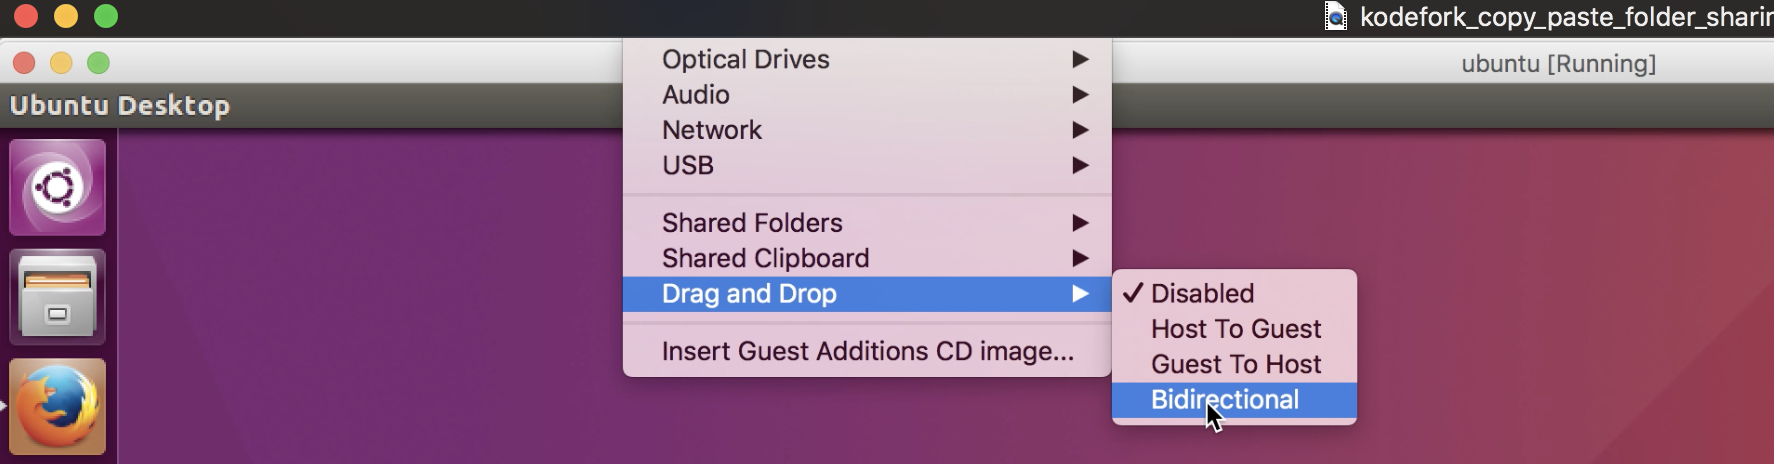 kodefork_copy_paste_folder_sharin
ubuntu [Running]
Ubuntu Desktop
Optical Drives
Audio
Network
USB
Shared Folders
Shared Clipboard
Drag and Drop
Insert Guest Additions CD image...
Disabled
Host To Guest
Guest To Host
Bidirectional